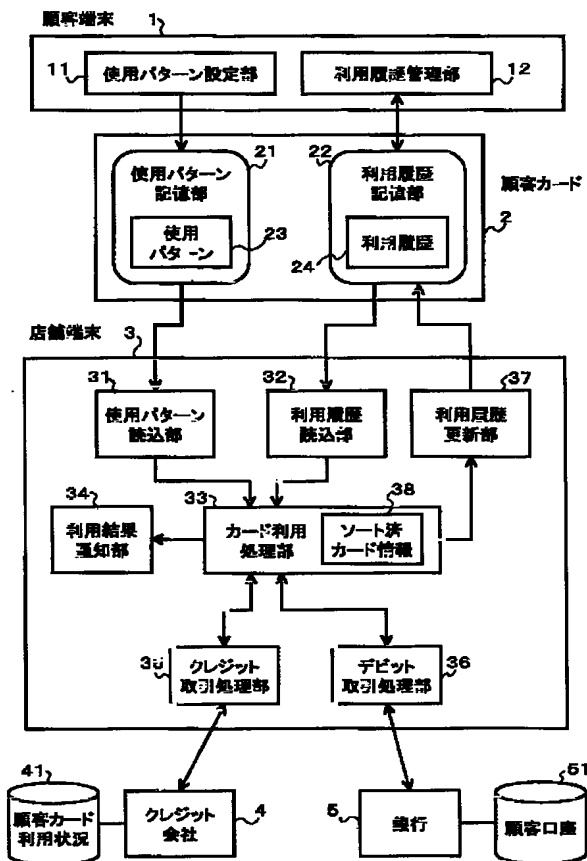 顧客端末
1
11
使用パターン設定部
利用履歴管理部
12
21
使用パターン
記憶部
使用
パターン
23
22
利用履歴
記憶部
利用履歴
24
顧客カード
2
店舗端末
3
31
使用パターン
読込部
32
利用履歴
読込部
37
利用履歴
更新部
34
利用結果
通知部
33
カード利用
処理部
38
ソート済
カード情報
35
クレジット
取引処理部
デビット
取引処理部
36
41
顧客カード
利用状況
クレジット
会社
4
5
銀行
51
顧客口座